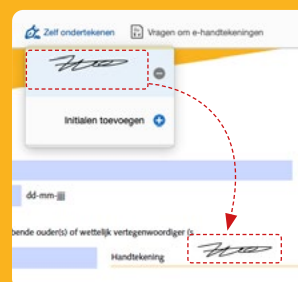 Zelf ondertekenen Vragen om e-handtekeningen
Initialen toevoegen
dd-mm-jjjj
bende ouder(s) of wettelijk vertegenwoordiger (s
Handtekening